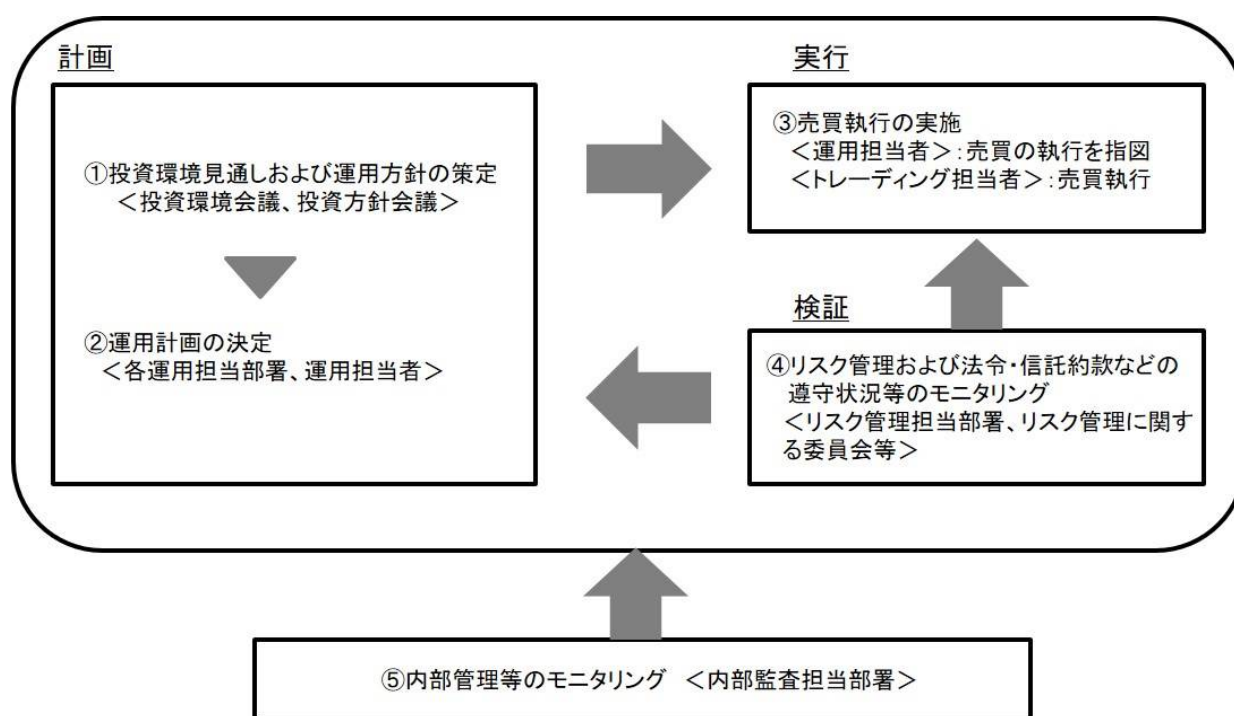 計画
①投資環境見通しおよび運用方針の策定
<投資環境会議、投資方針会議>
②運用計画の決定
<各運用担当部署、運用担当者>
実行
③売買執行の実施
<運用担当者>:売買の執行を指図
<トレーディング担当者>:売買執行
検証
④リスク管理および法令・信託約款などの
遵守状況等のモニタリング
<リスク管理担当部署、リスク管理に関す
る委員会等>
⑤内部管理等のモニタリング <内部監査担当部署>